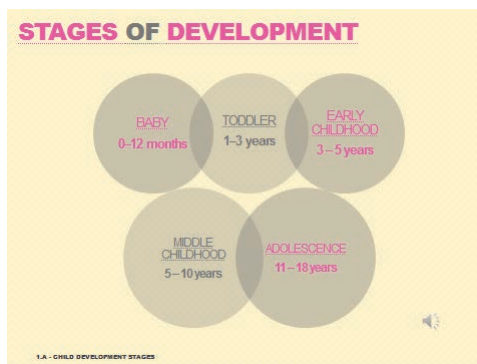 STAGES OF DEVELOPMENT
BABY
0-12 months
TODDLER
1-3 years
EARLY
CHILDHOOD
3-5 years
MIDDLE
CHILDHOOD
5-10 years
ADOLESCENCE
11-18 years
1.A - CHILD DEVELOPMENT STAGES